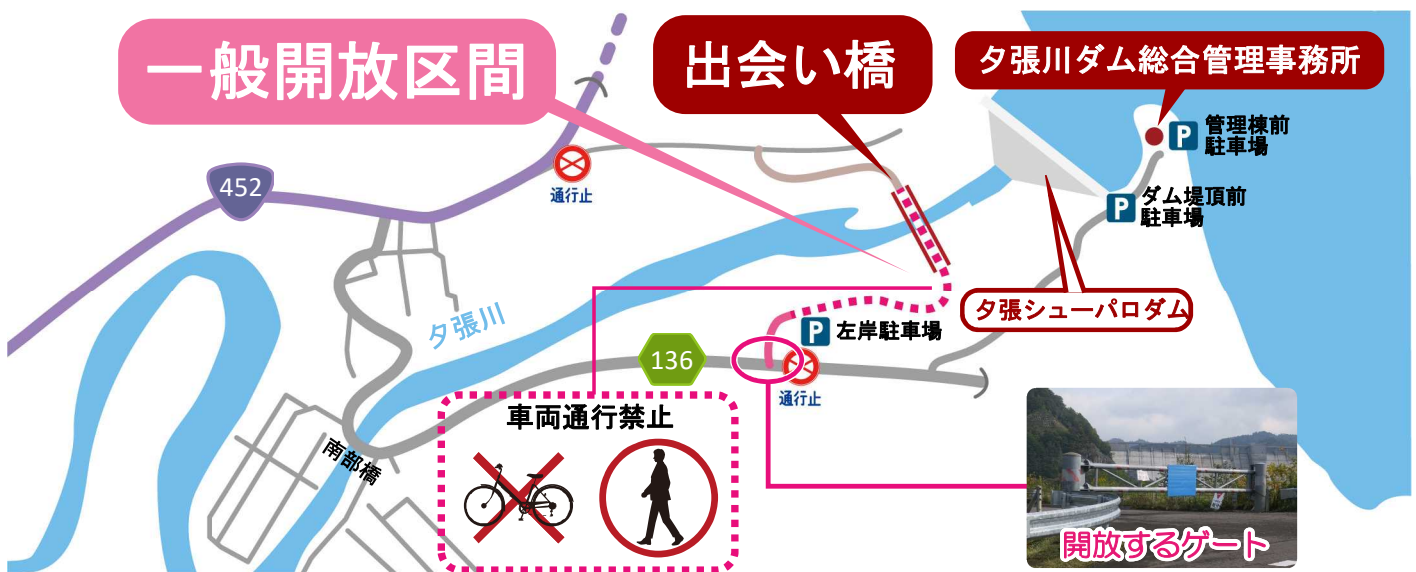 一般開放区間
出会い橋
夕張川ダム総合管理事務所
452
通行止
P
管理棟前
駐車場
P
ダム堤頂前
駐車場
夕張シューパロダム
夕張川
P
左岸駐車場
136
通行止
南部橋
車両通行禁止
開放するゲート